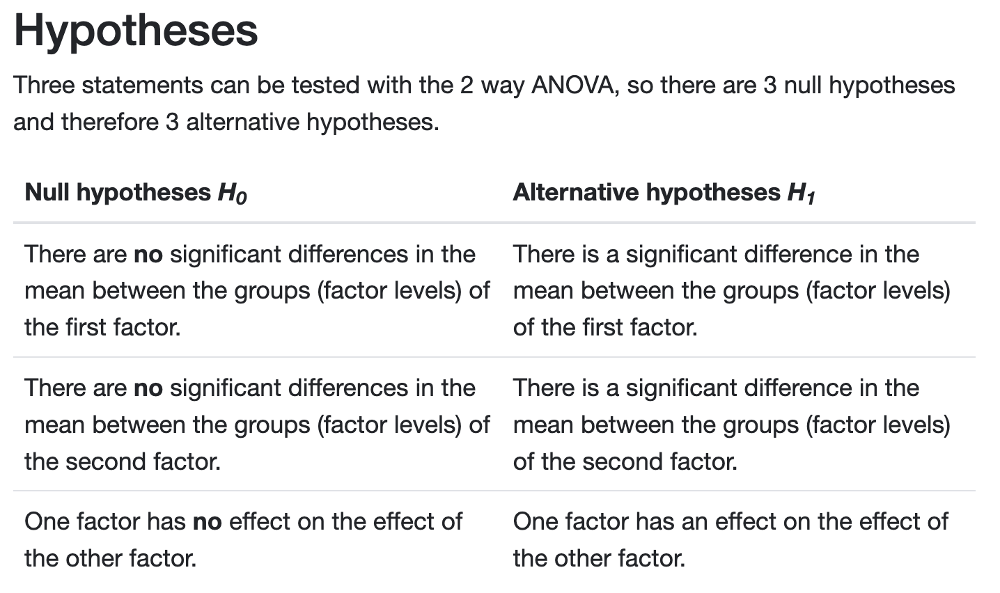 Hypotheses
Three statements can be tested with the 2 way ANOVA, so there are 3 null hypotheses
and therefore 3 alternative hypotheses.
Null hypotheses H0
Alternative hypotheses H1
There are no significant differences in the
mean between the groups (factor levels) of
the first factor.
There is a significant difference in the
mean between the groups (factor levels)
of the first factor.
There are no significant differences in the
mean between the groups (factor levels) of
the second factor.
There is a significant difference in the
mean between the groups (factor levels)
of the second factor.
One factor has no effect on the effect of
the other factor.
One factor has an effect on the effect of
the other factor.